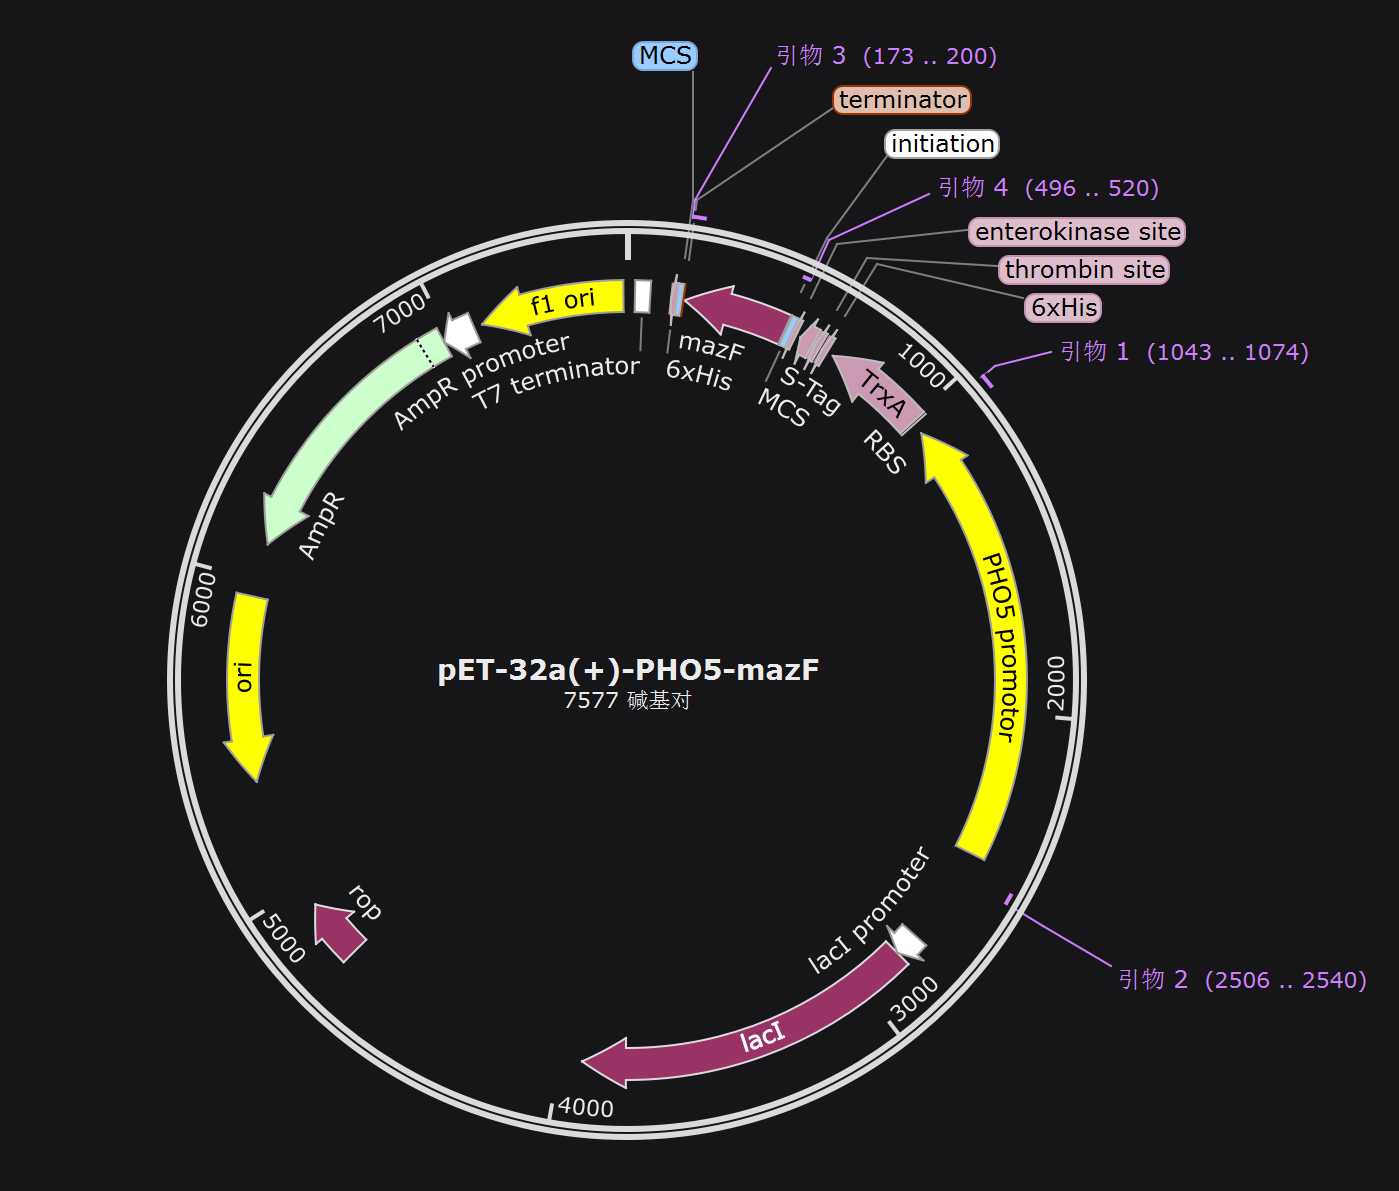 MCS
引物 3 (173 .. 200)
terminator
initiation
引物 4 (496 .. 520)
enterokinase site
thrombin site
6xHis
引物 1 (1043 .. 1074)
7000
f1 ori
AmpR promoter
T7 terminator
mazF
6xHis
S-Tag
MCS
1000
TrxA
RBS
AmpR
PHO5 promotor
6000
ori
pET-32a(+)-PHO5-mazF
7577 碱基对
2000
lacI promoter
rop
5000
引物 2 (2506 .. 2540)
3000
lacI
4000